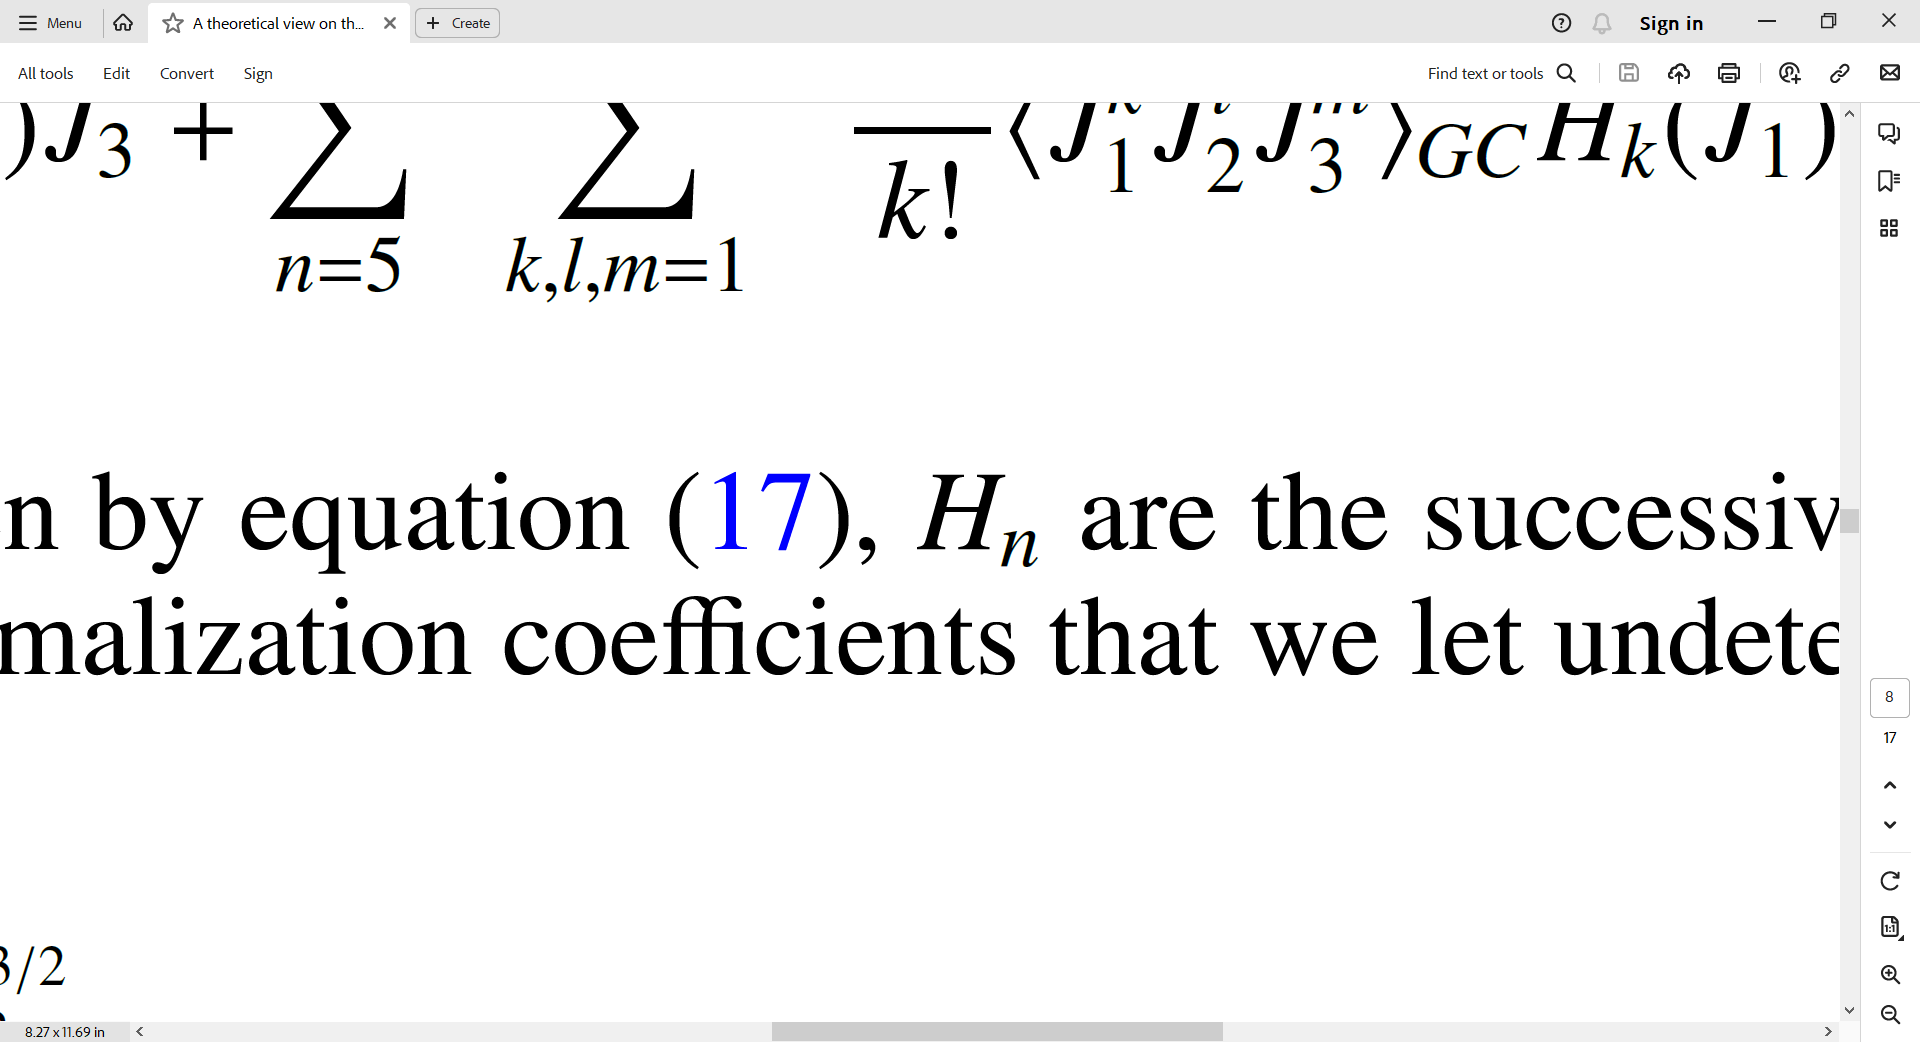 Menu
A theoretical view on th...
Create
Sign in
All tools Edit Convert Sign
Find text or tools
)J3 + ∑ n=5 ∑ k,l,m=1 k! ⟨J1^k J2^l J3^m⟩GC Hk(J1)
n by equation (17), Hn are the successiv
malization coefficients that we let undete
3/2
8
17
8.27 x 11.69 in